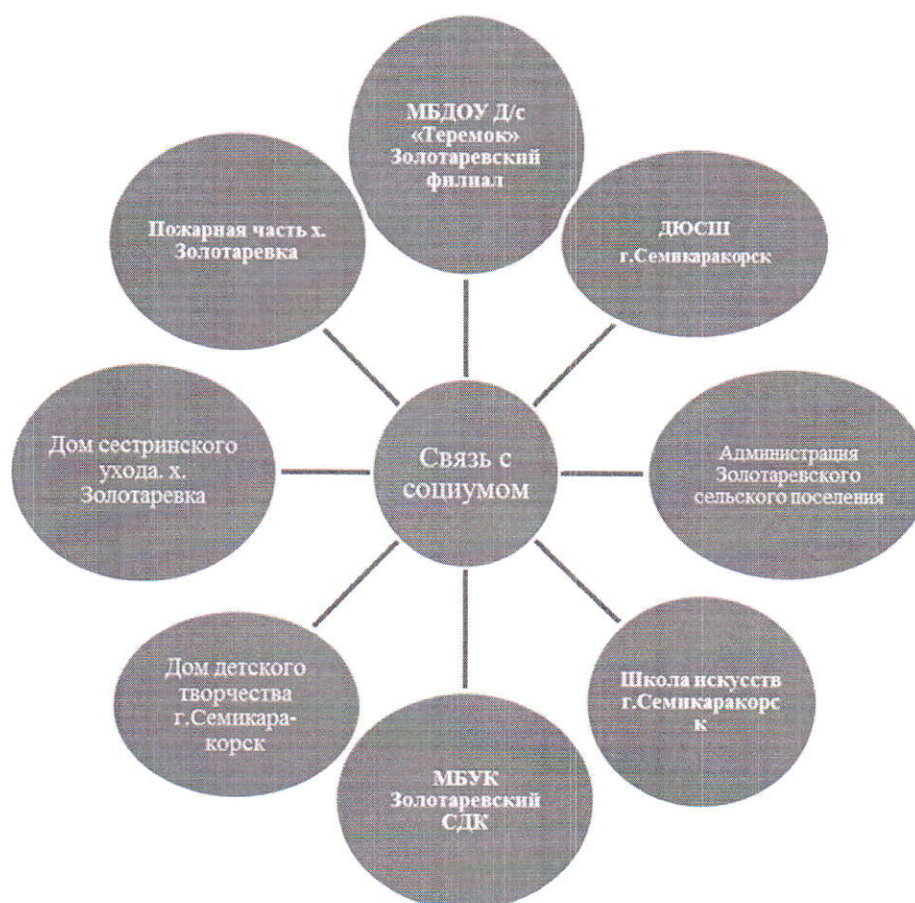 МБДОУ Д/с
«Теремок»
Золотаревский
филиал
Пожарная часть х.
Золотаревка
ДЮСШ
г.Семикаракорск
Дом сестринского
ухода. х.
Золотаревка
Связь с
социумом
Администрация
Золотаревского
сельского поселения
Дом детского
творчества
г.Семикара-
корск
Школа искусств
г.Семикаракорс
к
МБУК
Золотаревский
СДК